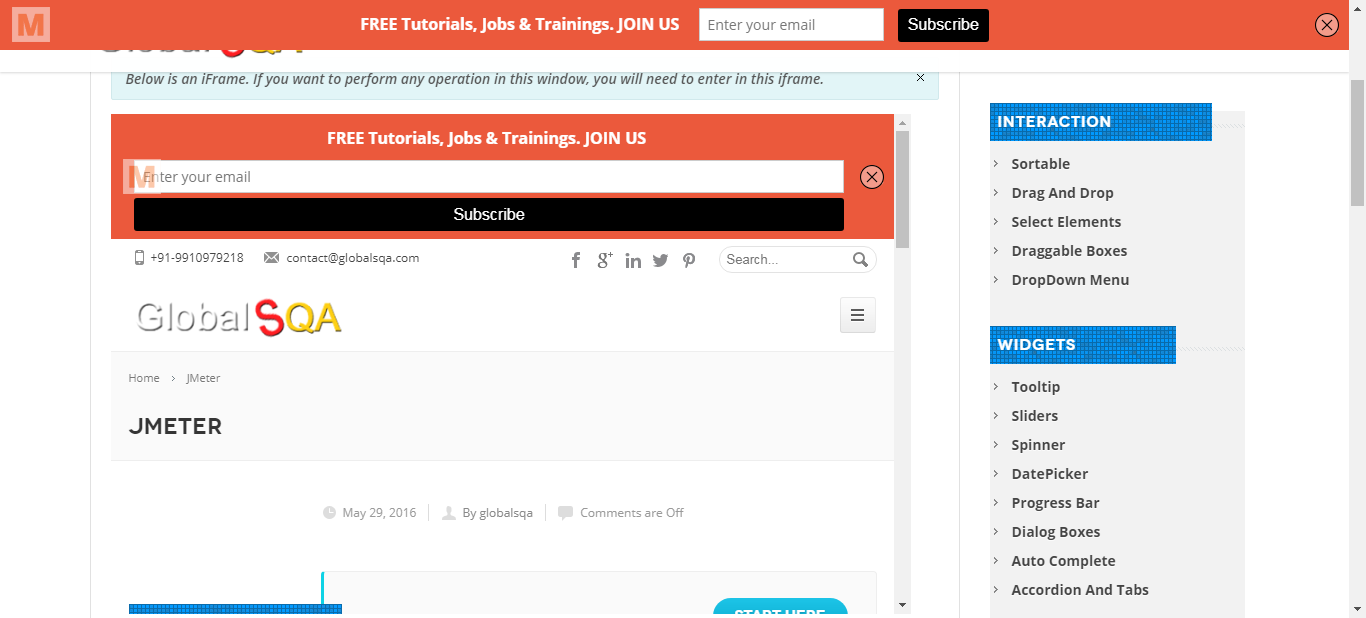 M
FREE Tutorials, Jobs & Trainings. JOIN US
Enter your email
Subscribe
GlobalSQA
Below is an iFrame. If you want to perform any operation in this window, you will need to enter in this iframe.
FREE Tutorials, Jobs & Trainings. JOIN US
M
Enter your email
Subscribe
+91-9910979218
contact@globalsqa.com
Search...
GlobalSQA
Home > JMeter
JMETER
May 29, 2016
By globalsqa
Comments are Off
START HERE
INTERACTION
Sortable
Drag And Drop
Select Elements
Draggable Boxes
DropDown Menu
WIDGETS
Tooltip
Sliders
Spinner
DatePicker
Progress Bar
Dialog Boxes
Auto Complete
Accordion And Tabs